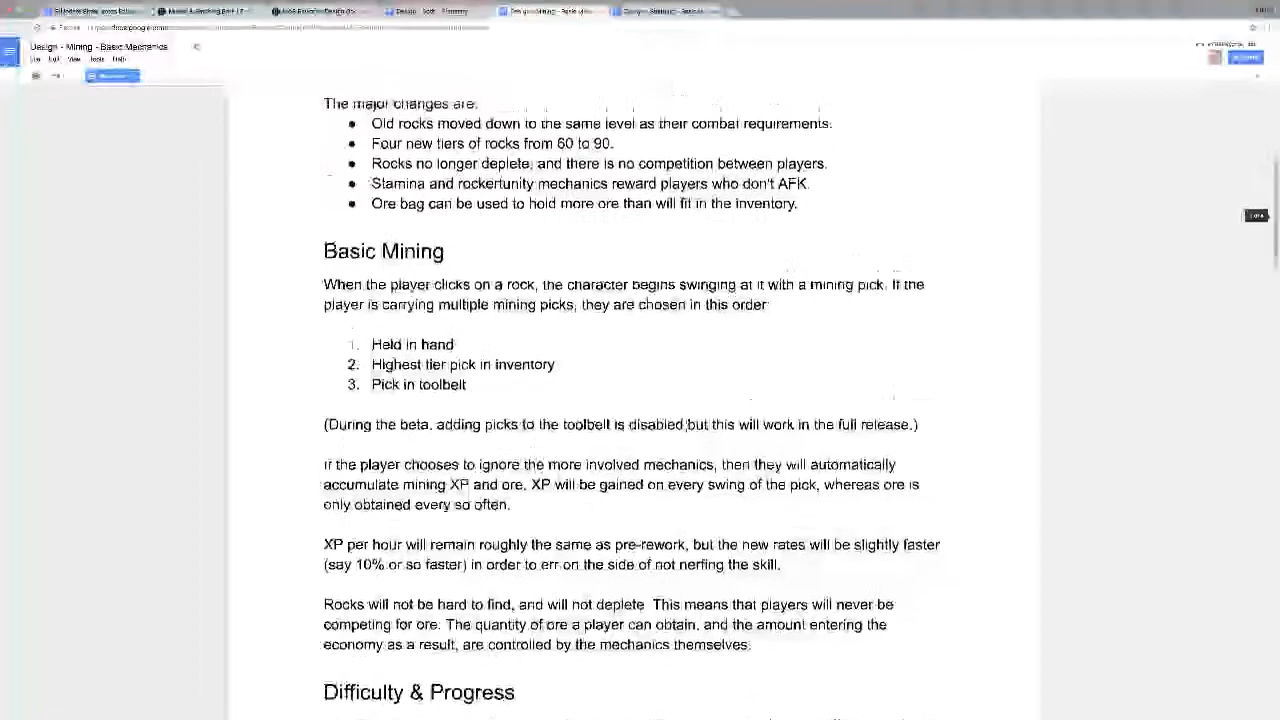 Design - Mining - Basic Mechanics
The major changes are:
Old rocks moved down to the same level as their combat requirements.
Four new tiers of rocks from 60 to 90.
Rocks no longer deplete, and there is no competition between players.
Stamina and rockertunity mechanics reward players who don't AFK.
Ore bag can be used to hold more ore than will fit in the inventory.
Basic Mining
When the player clicks on a rock, the character begins swinging at it with a mining pick. If the
player is carrying multiple mining picks, they are chosen in this order
1. Held in hand
2. Highest tier pick in inventory
3. Pick in toolbelt
(During the beta, adding picks to the toolbelt is disabled but this will work in the full release.)
If the player chooses to ignore the more involved mechanics, then they will automatically
accumulate mining XP and ore. XP will be gained on every swing of the pick, whereas ore is
only obtained every so often.
XP per hour will remain roughly the same as pre-rework, but the new rates will be slightly faster
(say 10% or so faster) in order to err on the side of not nerfing the skill.
Rocks will not be hard to find, and will not deplete. This means that players will never be
competing for ore. The quantity of ore a player can obtain, and the amount entering the
economy as a result, are controlled by the mechanics themselves.
Difficulty & Progress